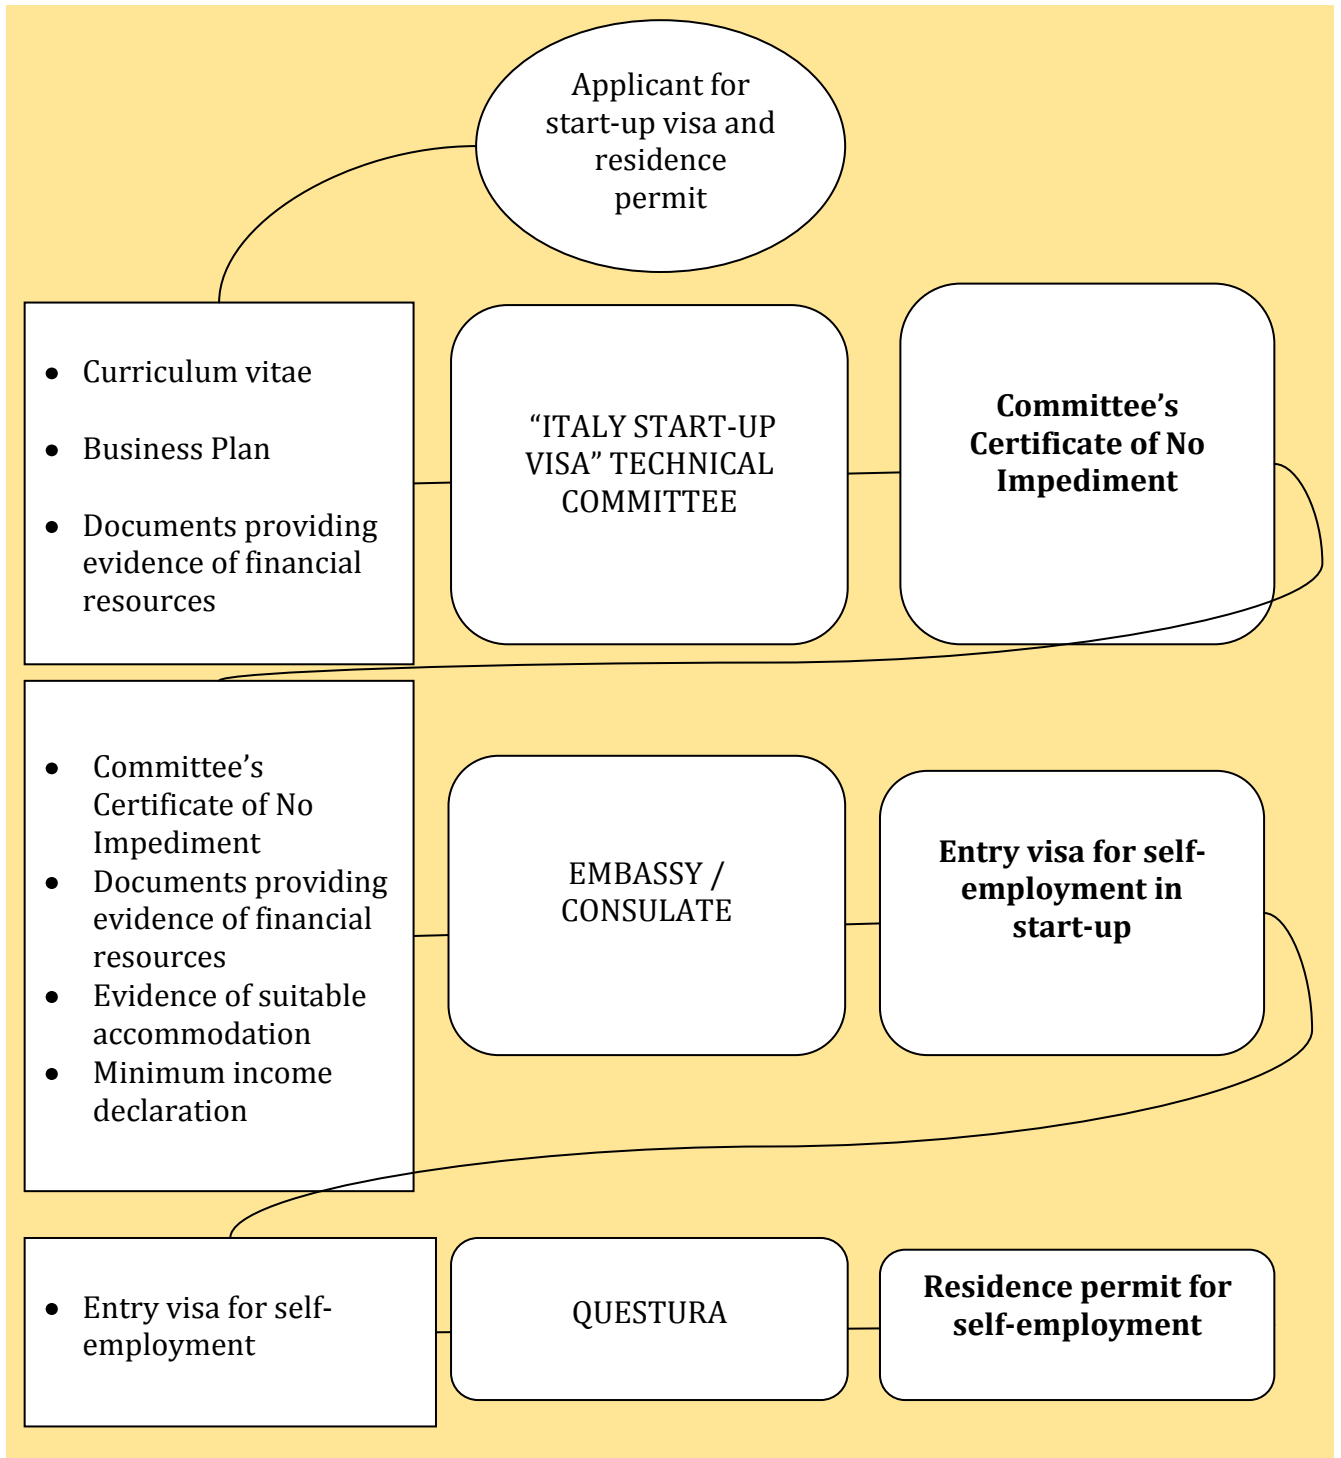 Applicant for
start-up visa and
residence
permit
• Curriculum vitae
• Business Plan
• Documents providing
evidence of financial
resources
“ITALY START-UP
VISA” TECHNICAL
COMMITTEE
Committee’s
Certificate of No
Impediment
• Committee’s
Certificate of No
Impediment
• Documents providing
evidence of financial
resources
• Evidence of suitable
accommodation
• Minimum income
declaration
EMBASSY /
CONSULATE
Entry visa for self-
employment in
start-up
• Entry visa for self-
employment
QUESTURA
Residence permit for
self-employment